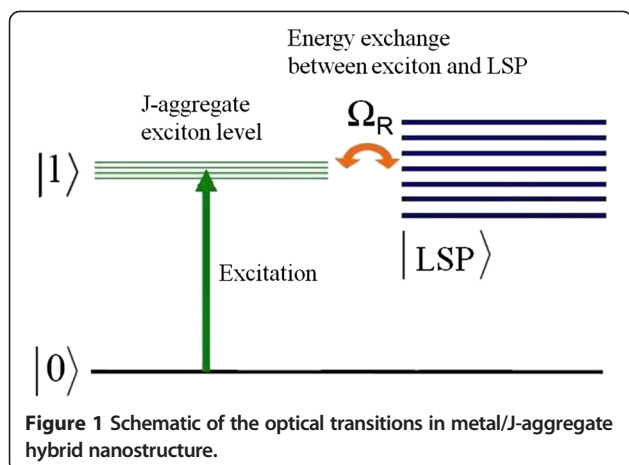 Energy exchange
between exciton and LSP
J-aggregate
exciton level
Ω_R
|1⟩
|LSP⟩
Excitation
|0⟩
Figure 1 Schematic of the optical transitions in metal/J-aggregate
hybrid nanostructure.